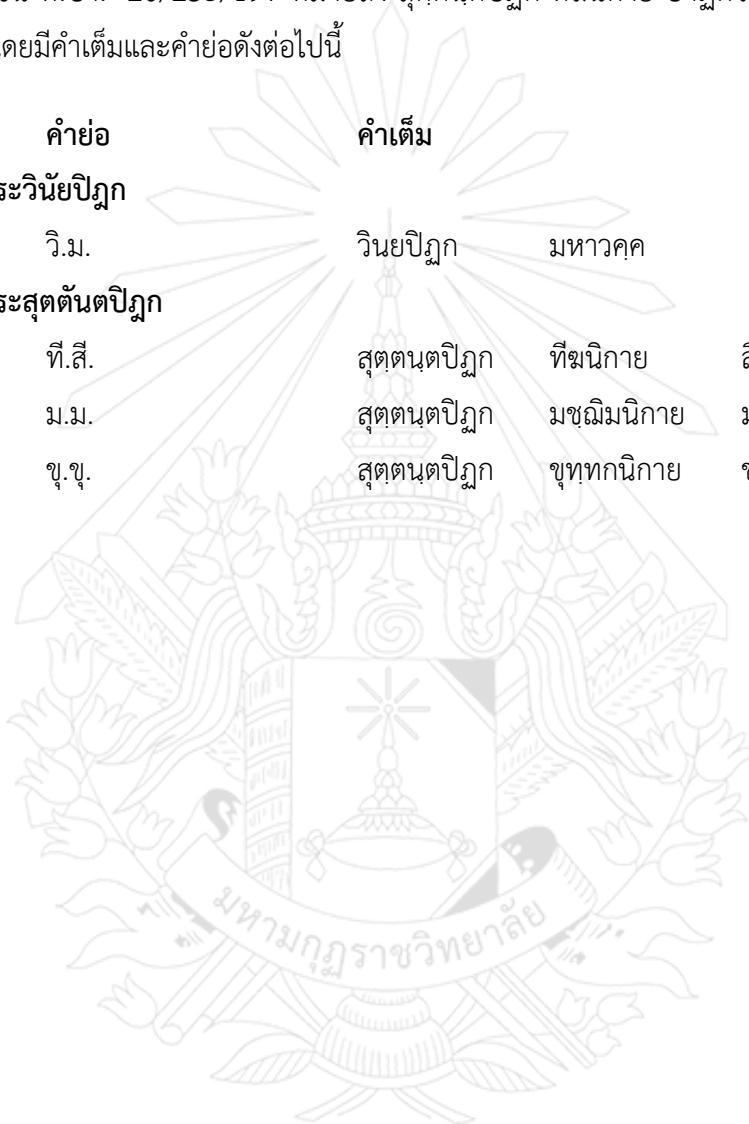 โดยมีคำเต็มและคำย่อดังต่อไปนี้
คำย่อ คำเต็ม
ระวินัยปิฎก
วิ.ม. วินยปิฏก มหาวคฺค
ระสุตตันตปิฎก
ที.สี. สุตฺตนฺตปิฏก ทีฆนิกาย
ม.ม. สุตฺตนฺตปิฏก มชฺฌิมนิกาย
ขุ.ขุ. สุตฺตนฺตปิฏก ขุทฺทกนิกาย
มหามกุฏราชวิทยาลัย